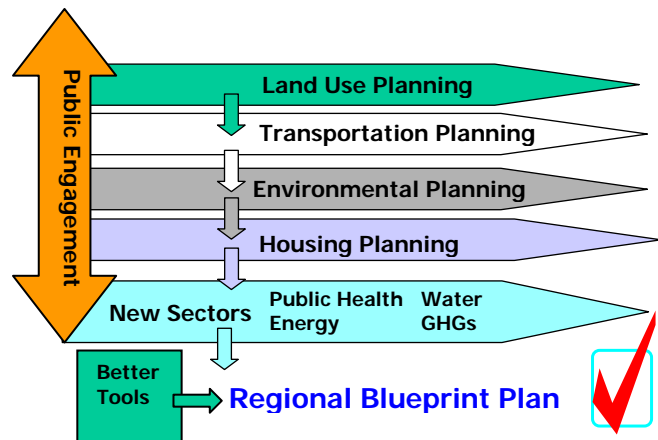 Public Engagement
Land Use Planning
Transportation Planning
Environmental Planning
Housing Planning
New Sectors
Public Health
Energy
Water
GHGs
Better
Tools
Regional Blueprint Plan